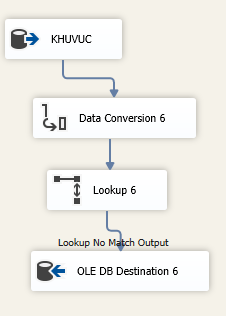 KHUVUC
Data Conversion 6
Lookup 6
Lookup No Match Output
OLE DB Destination 6